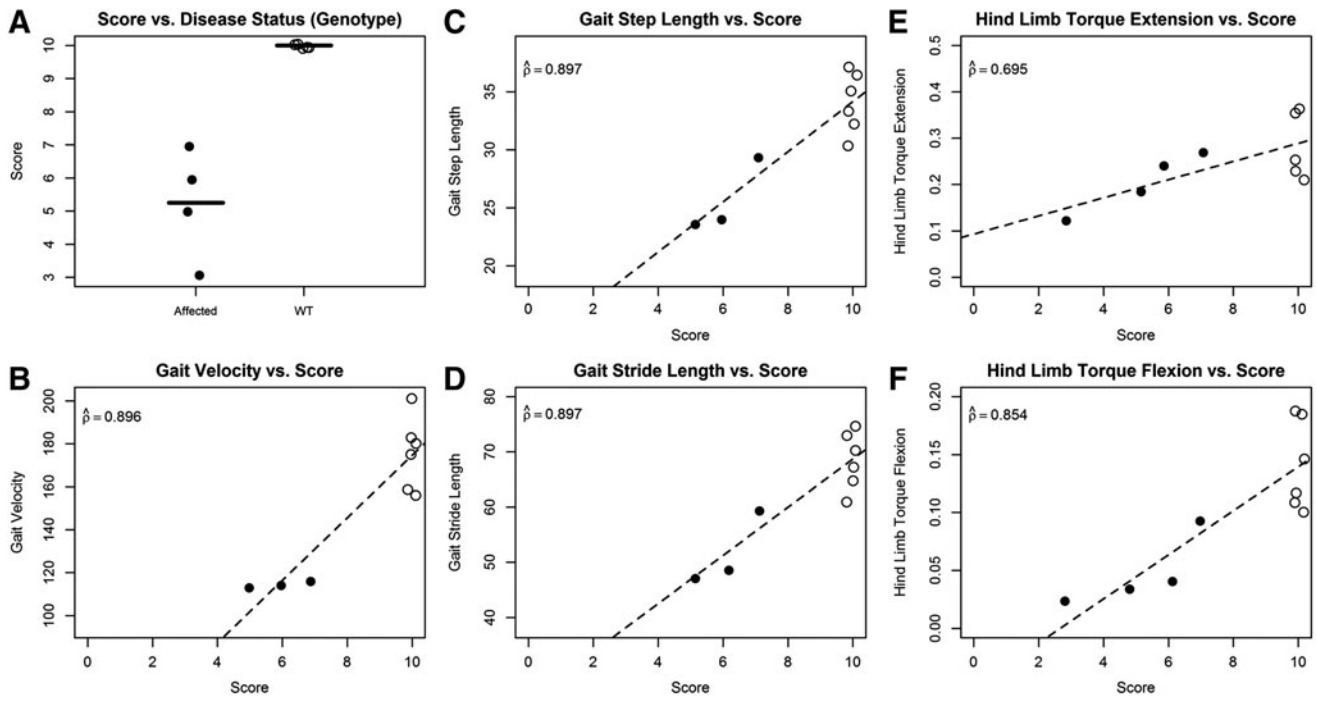 A
Score vs. Disease Status (Genotype)
Score
10
9
8
7
6
5
4
3
Affected
WT
B
Gait Velocity vs. Score
ρ̂ = 0.896
Gait Velocity
200
180
160
140
120
100
0 2 4 6 8 10
Score
C
Gait Step Length vs. Score
ρ̂ = 0.897
Gait Step Length
35
30
25
20
0 2 4 6 8 10
Score
D
Gait Stride Length vs. Score
ρ̂ = 0.897
Gait Stride Length
80
70
60
50
40
0 2 4 6 8 10
Score
E
Hind Limb Torque Extension vs. Score
ρ̂ = 0.695
Hind Limb Torque Extension
0.5
0.4
0.3
0.2
0.1
0.0
0 2 4 6 8 10
Score
F
Hind Limb Torque Flexion vs. Score
ρ̂ = 0.854
Hind Limb Torque Flexion
0.20
0.15
0.10
0.05
0.00
0 2 4 6 8 10
Score